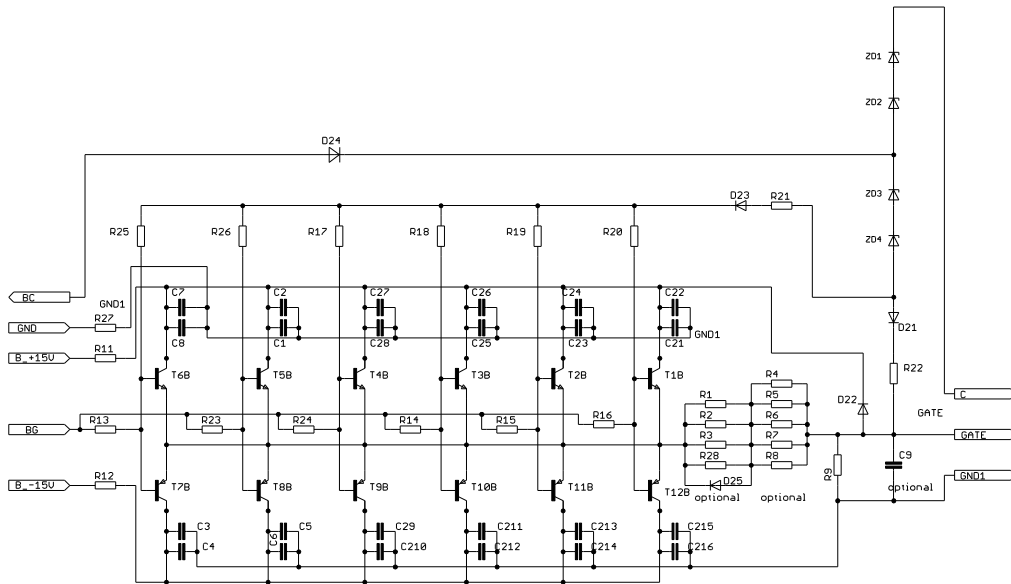 ZD1
ZD2
D24
ZD3
D23 R21
R25 R26 R17 R18 R19 R20
ZD4
BC
GND1
C7 C2 C27 C26 C24 C22
GND
R27
D21
C8 C1 C28 C25 C23 C21
GND1
B_+15V
R11
T6B T5B T4B T3B T2B T1B
R22
R4
R1 R5
D22
C
GATE
BG
R13 R23 R24 R14 R15 R16
R2 R6
GATE
R3 R7
R28 R8
R9
C9
B_-15V
R12
T7B T8B T9B T10B T11B T12B
D25
optional optional
optional
GND1
C3 C5 C29 C211 C213 C215
C4 C6 C210 C212 C214 C216